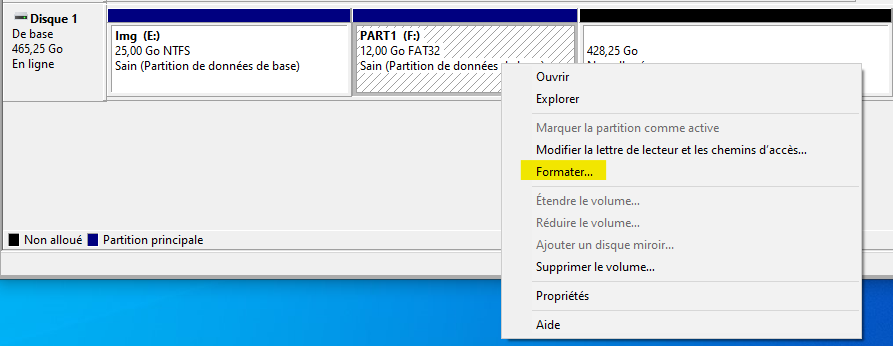 Disque 1
De base
465,25 Go
En ligne
Img (E:)
25,00 Go NTFS
Sain (Partition de données de base)
PART1 (F:)
12,00 Go FAT32
Sain (Partition de données
428,25 Go
Ouvrir
Explorer
Marquer la partition comme active
Modifier la lettre de lecteur et les chemins d’accès...
Formater...
Étendre le volume...
Réduire le volume...
Ajouter un disque miroir...
Supprimer le volume...
Propriétés
Aide
Non alloué
Partition principale